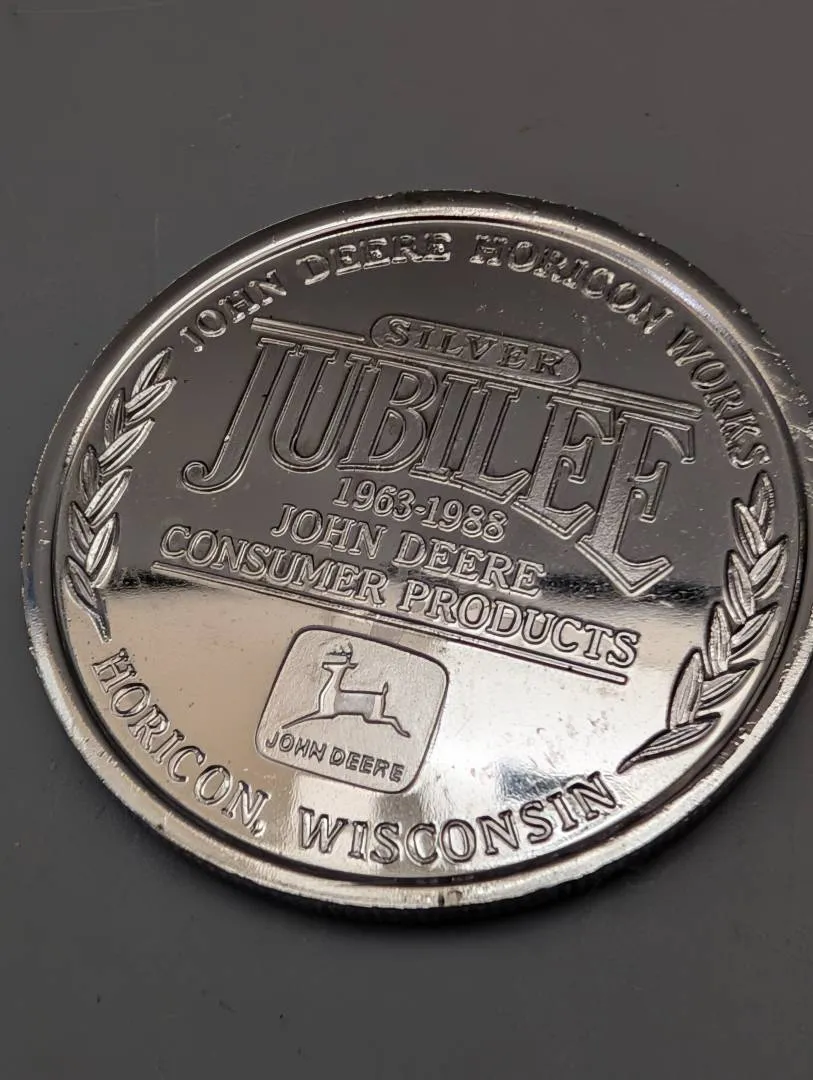 JOHN DEERE HORICON WORKS
SILVER
JUBILEE
1963-1988
JOHN DEERE
CONSUMER PRODUCTS
JOHN DEERE
HORICON, WISCONSIN